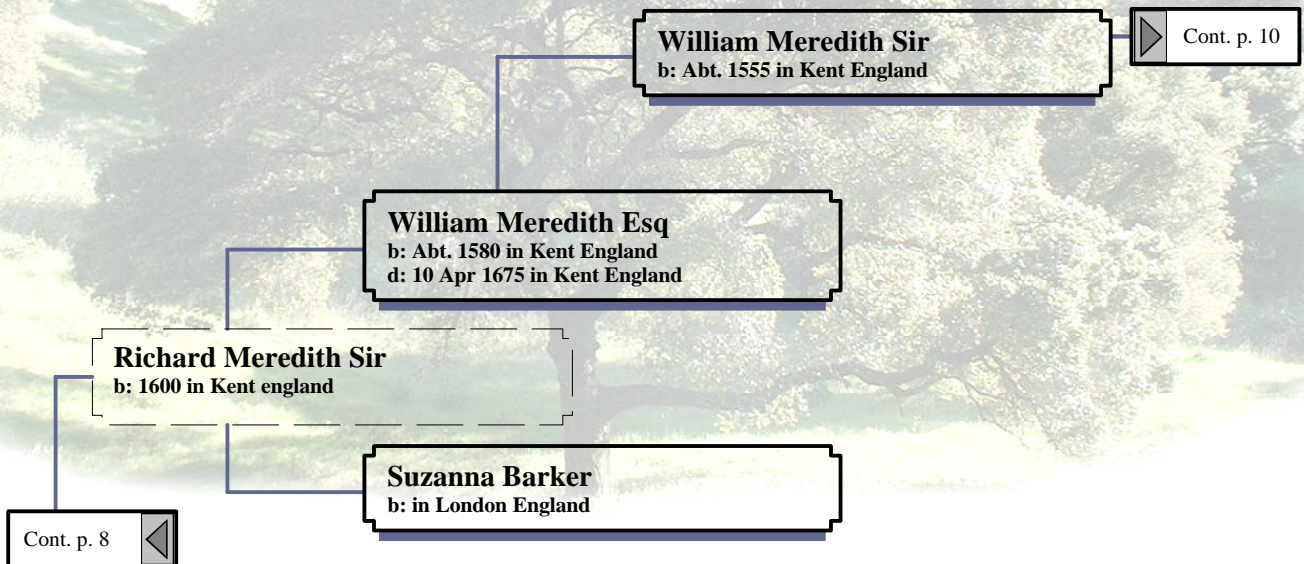 William Meredith Sir
b: Abt. 1555 in Kent England
Cont. p. 10
William Meredith Esq
b: Abt. 1580 in Kent England
d: 10 Apr 1675 in Kent England
Richard Meredith Sir
b: 1600 in Kent england
Suzanna Barker
b: in London England
Cont. p. 8